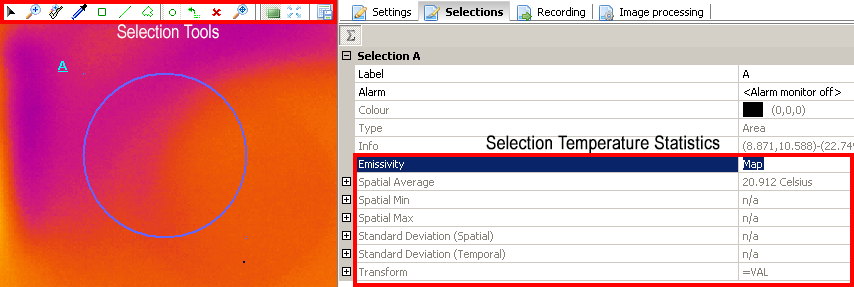 Settings Selections Recording Image processing
Selection Tools
A
Σ
Selection A
Label A
Alarm <Alarm monitor off>
Colour (0,0,0)
Type Area
Selection Temperature Statistics
Info (8.871,10.588)-(22.749
Emissivity Map
Spatial Average 20.912 Celsius
Spatial Min n/a
Spatial Max n/a
Standard Deviation (Spatial) n/a
Standard Deviation (Temporal) n/a
Transform =VAL